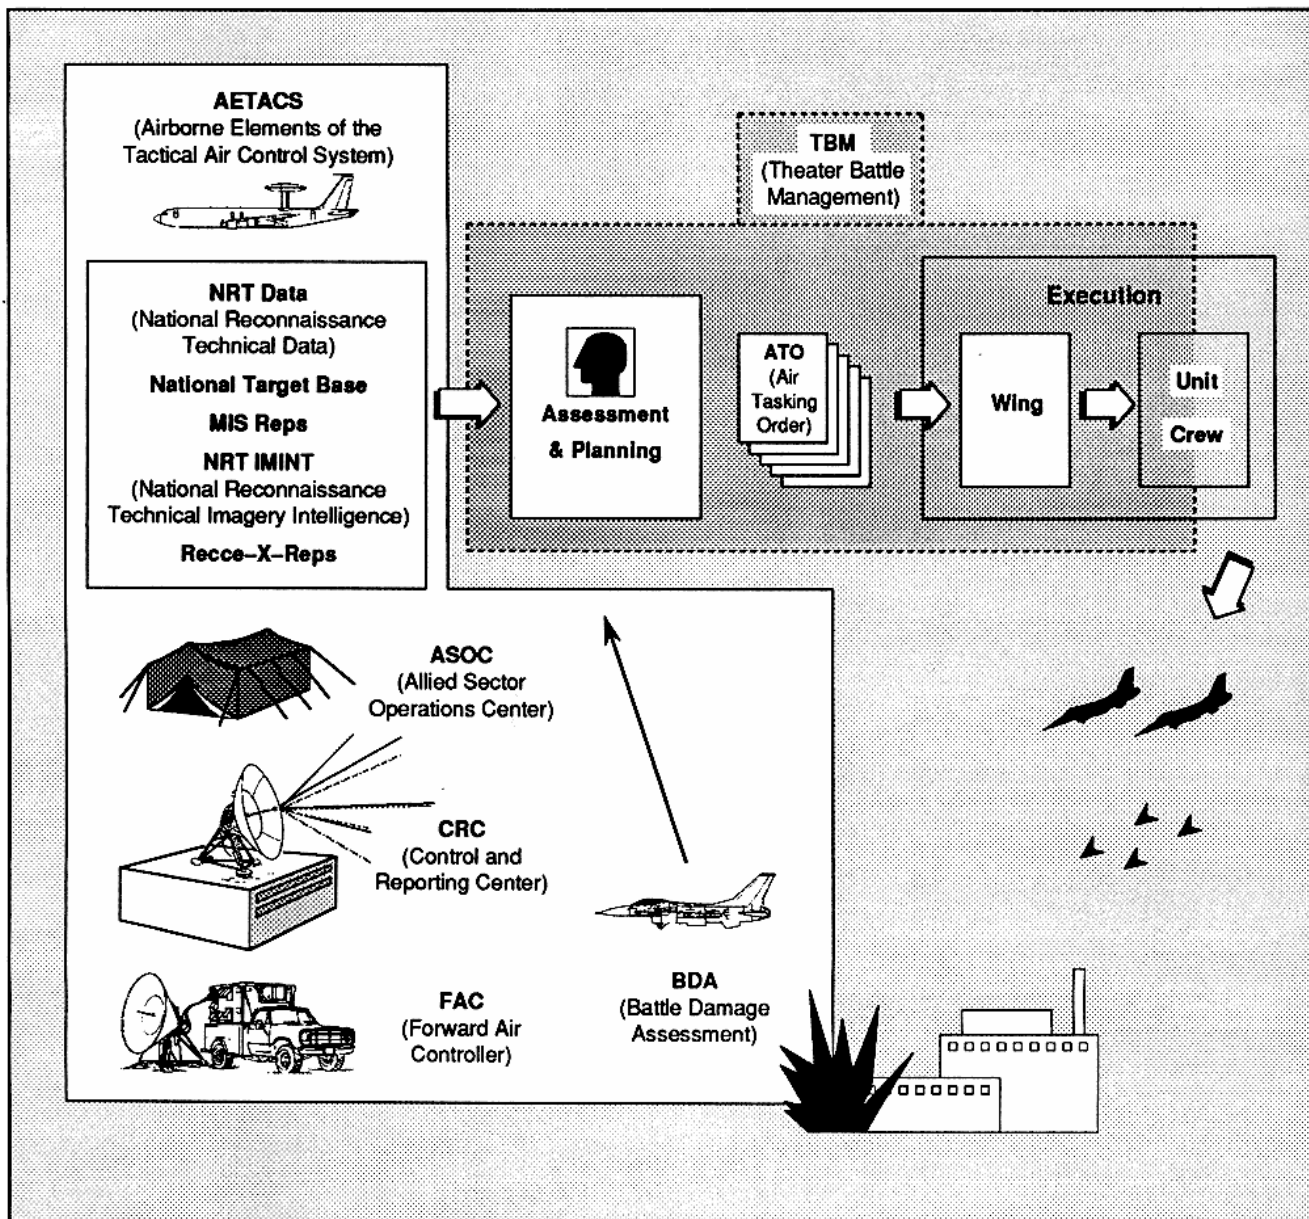 AETACS
(Airborne Elements of the
Tactical Air Control System)
NRT Data
(National Reconnaissance
Technical Data)
National Target Base
MIS Reps
NRT IMINT
(National Reconnaissance
Technical Imagery Intelligence)
Recce-X-Reps
TBM
(Theater Battle
Management)
Assessment
& Planning
ATO
(Air
Tasking
Order)
Execution
Wing
Unit
Crew
ASOC
(Allied Sector
Operations Center)
CRC
(Control and
Reporting Center)
FAC
(Forward Air
Controller)
BDA
(Battle Damage
Assessment)